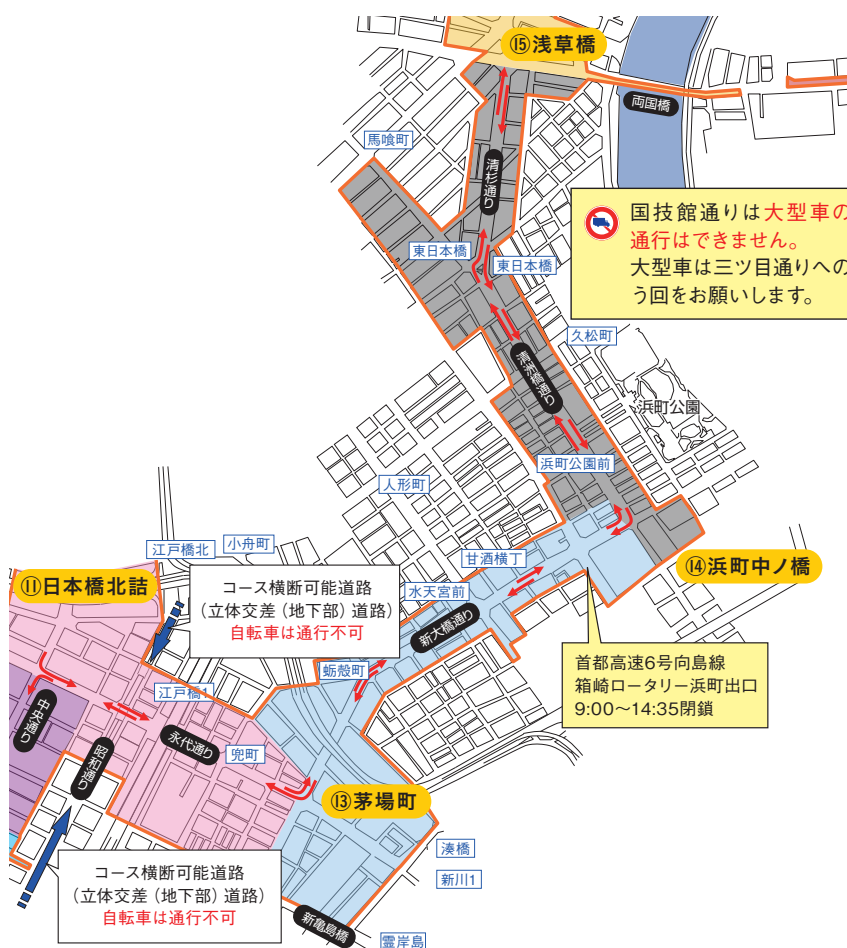 ⑮浅草橋
両国橋
馬喰町
清杉通り
国技館通りは大型車の
通行はできません。
大型車は三ツ目通りへの
う回をお願いします。
東日本橋
東日本橋
久松町
清洲橋通り
浜町公園
浜町公園前
人形町
小舟町
江戸橋北
甘酒横丁
⑭浜町中ノ橋
⑪日本橋北詰
コース横断可能道路
(立体交差(地下部)道路)
自転車は通行不可
水天宮前
新大橋通り
首都高速6号向島線
箱崎ロータリー浜町出口
9:00〜14:35閉鎖
蛎殻町
江戸橋1
中央通り
永代通り
昭和通り
兜町
⑬茅場町
湊橋
新川1
コース横断可能道路
(立体交差(地下部)道路)
自転車は通行不可
新亀島橋
霊岸島